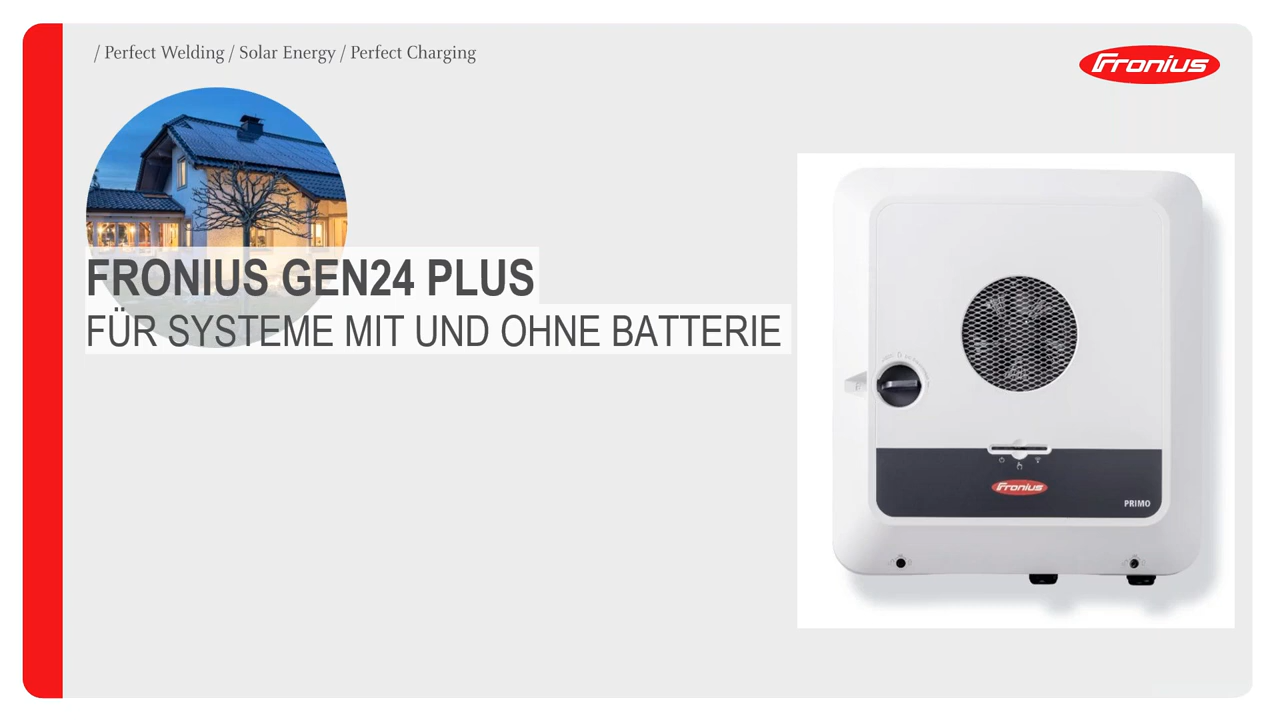 / Perfect Welding / Solar Energy / Perfect Charging
Fronius
FRONIUS GEN24 PLUS
FÜR SYSTEME MIT UND OHNE BATTERIE
Fronius
PRIMO